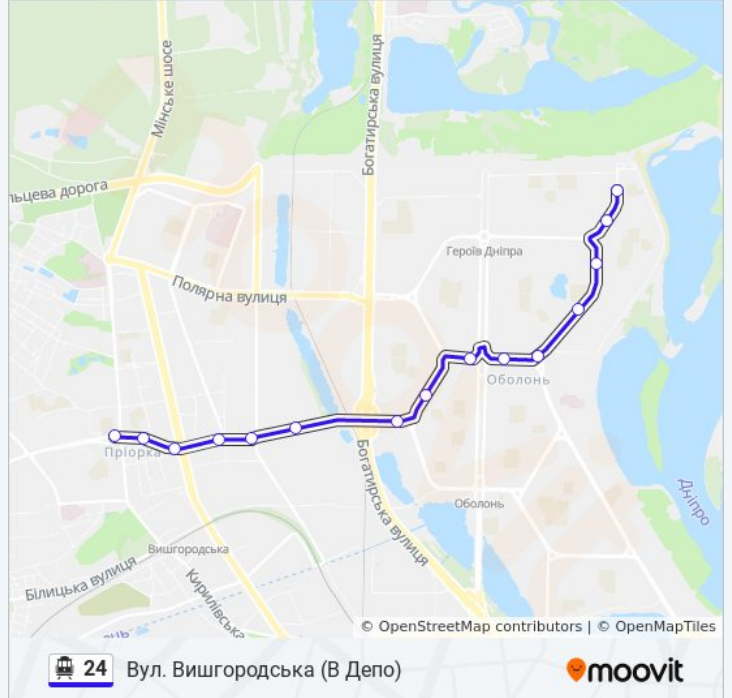 Мінське шосе
Богатирська вулиця
льцева дорога
Героїв Дніпра
Полярна вулиця
Оболонь
Пріорка
Богатирська вулиця
Дніпро
Оболонь
Вишгородська
Білицька вулиця
Кирилівська
© OpenStreetMap contributors | © OpenMapTiles
24 Вул. Вишгородська (В Депо)
moovit